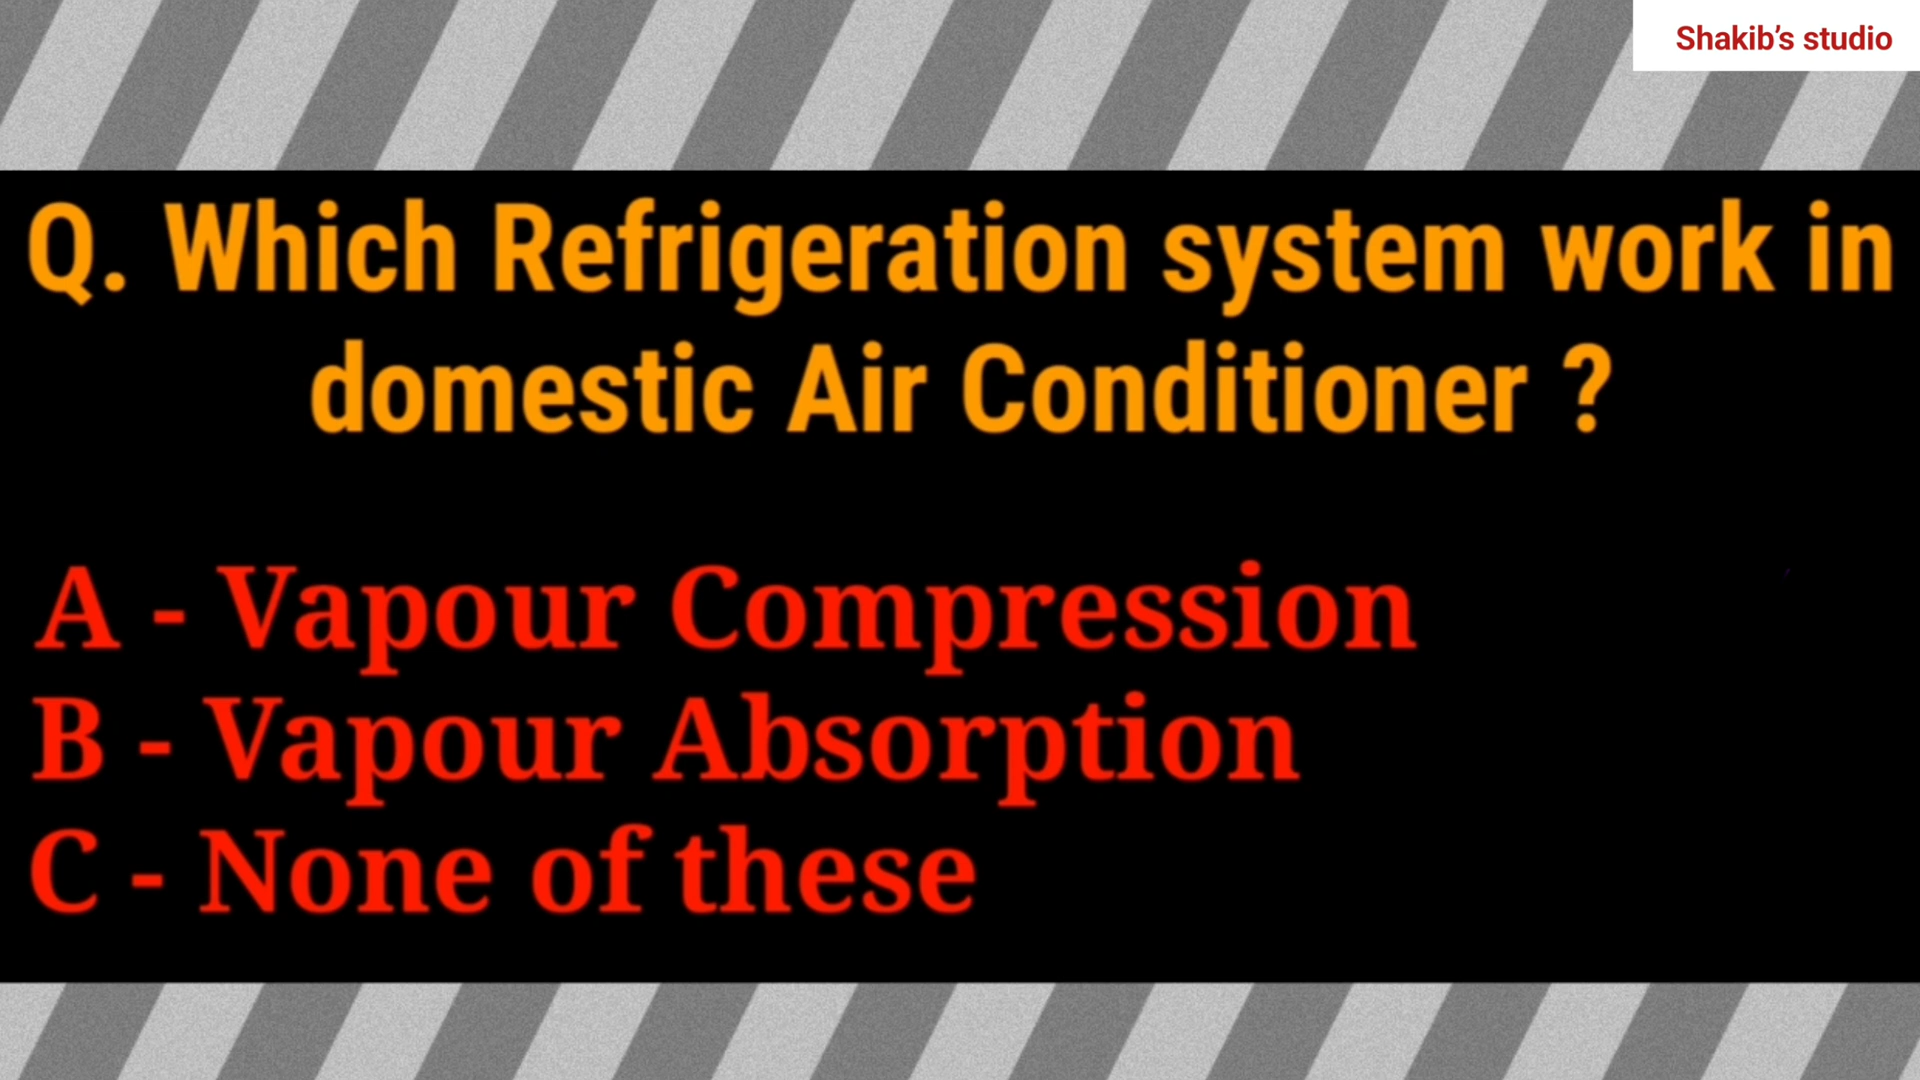 Shakib's studio
Q. Which Refrigeration system work in
domestic Air Conditioner ?
A - Vapour Compression
B - Vapour Absorption
C - None of these